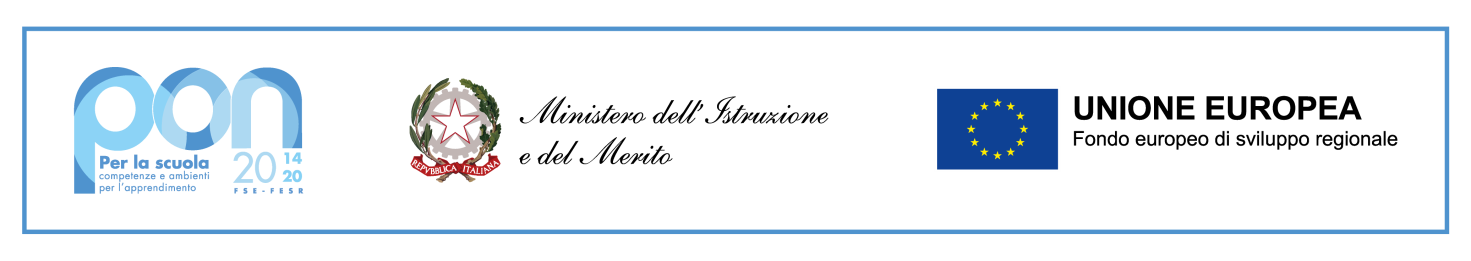 pon
Per la scuola
competenze e ambienti
per l'apprendimento
20 14
20
FSE-FESR
REPVBBLICA ITALIANA
Ministero dell'Istruzione
e del Merito
UNIONE EUROPEA
Fondo europeo di sviluppo regionale